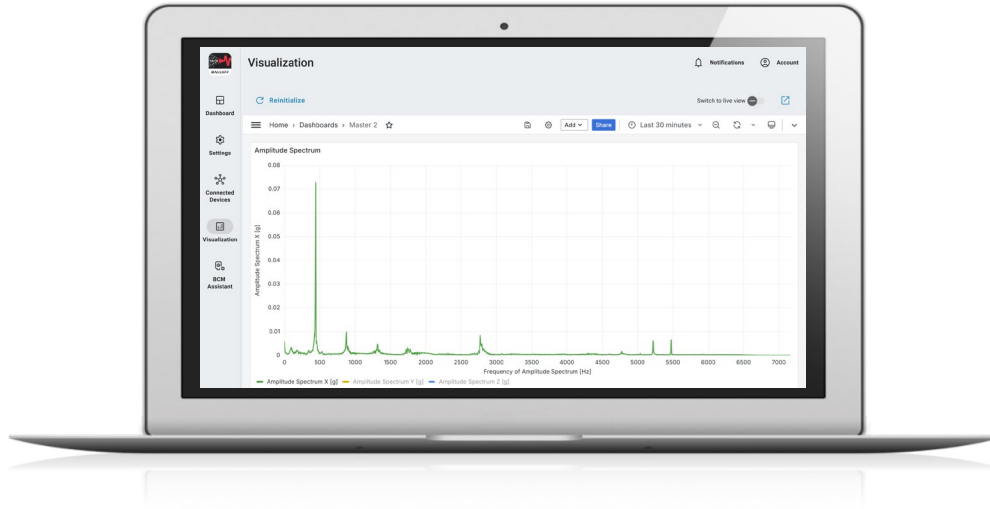 BALLUFF
Visualization
Notifications
Account
Reinitialize
Switch to live view
Dashboard
Settings
Connected
Devices
Visualization
BCM
Assistant
Home › Dashboards › Master 2
Add
Share
Last 30 minutes
Amplitude Spectrum
0.08
0.07
0.06
0.05
0.04
0.03
0.02
0.01
0
Amplitude Spectrum X [g]
0 500 1000 1500 2000 2500 3000 3500 4000 4500 5000 5500 6000 6500 7000
Frequency of Amplitude Spectrum [Hz]
Amplitude Spectrum X [g] Amplitude Spectrum Y [g] Amplitude Spectrum Z [g]